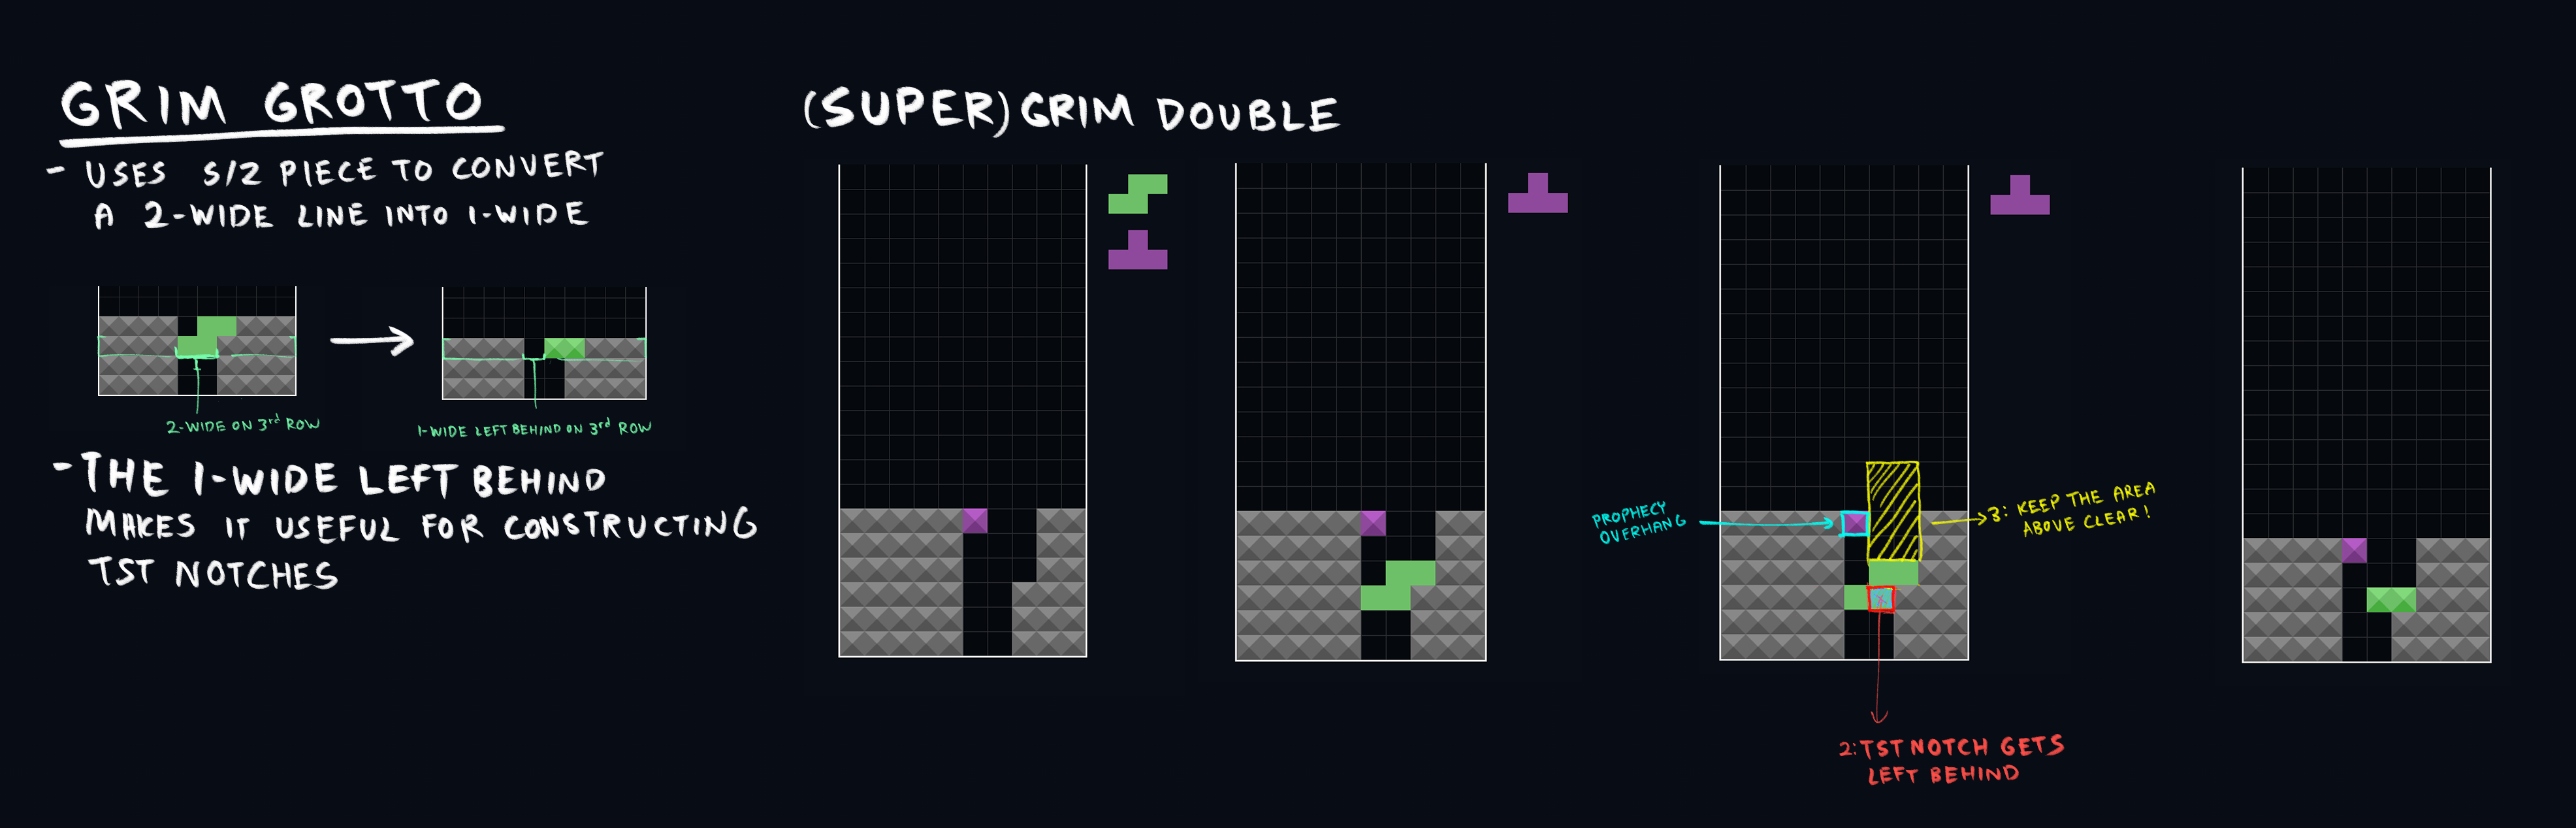 GRIM GROTTO
- USES S/Z PIECE TO CONVERT
A 2-WIDE LINE INTO 1-WIDE
2-WIDE ON 3rd ROW
1-WIDE LEFT BEHIND ON 3rd ROW
- THE 1-WIDE LEFT BEHIND
MAKES IT USEFUL FOR CONSTRUCTING
TST NOTCHES
(SUPER) GRIM DOUBLE
PROPHECY
OVERHANG
3: KEEP THE AREA
ABOVE CLEAR!
2: TST NOTCH GETS
LEFT BEHIND